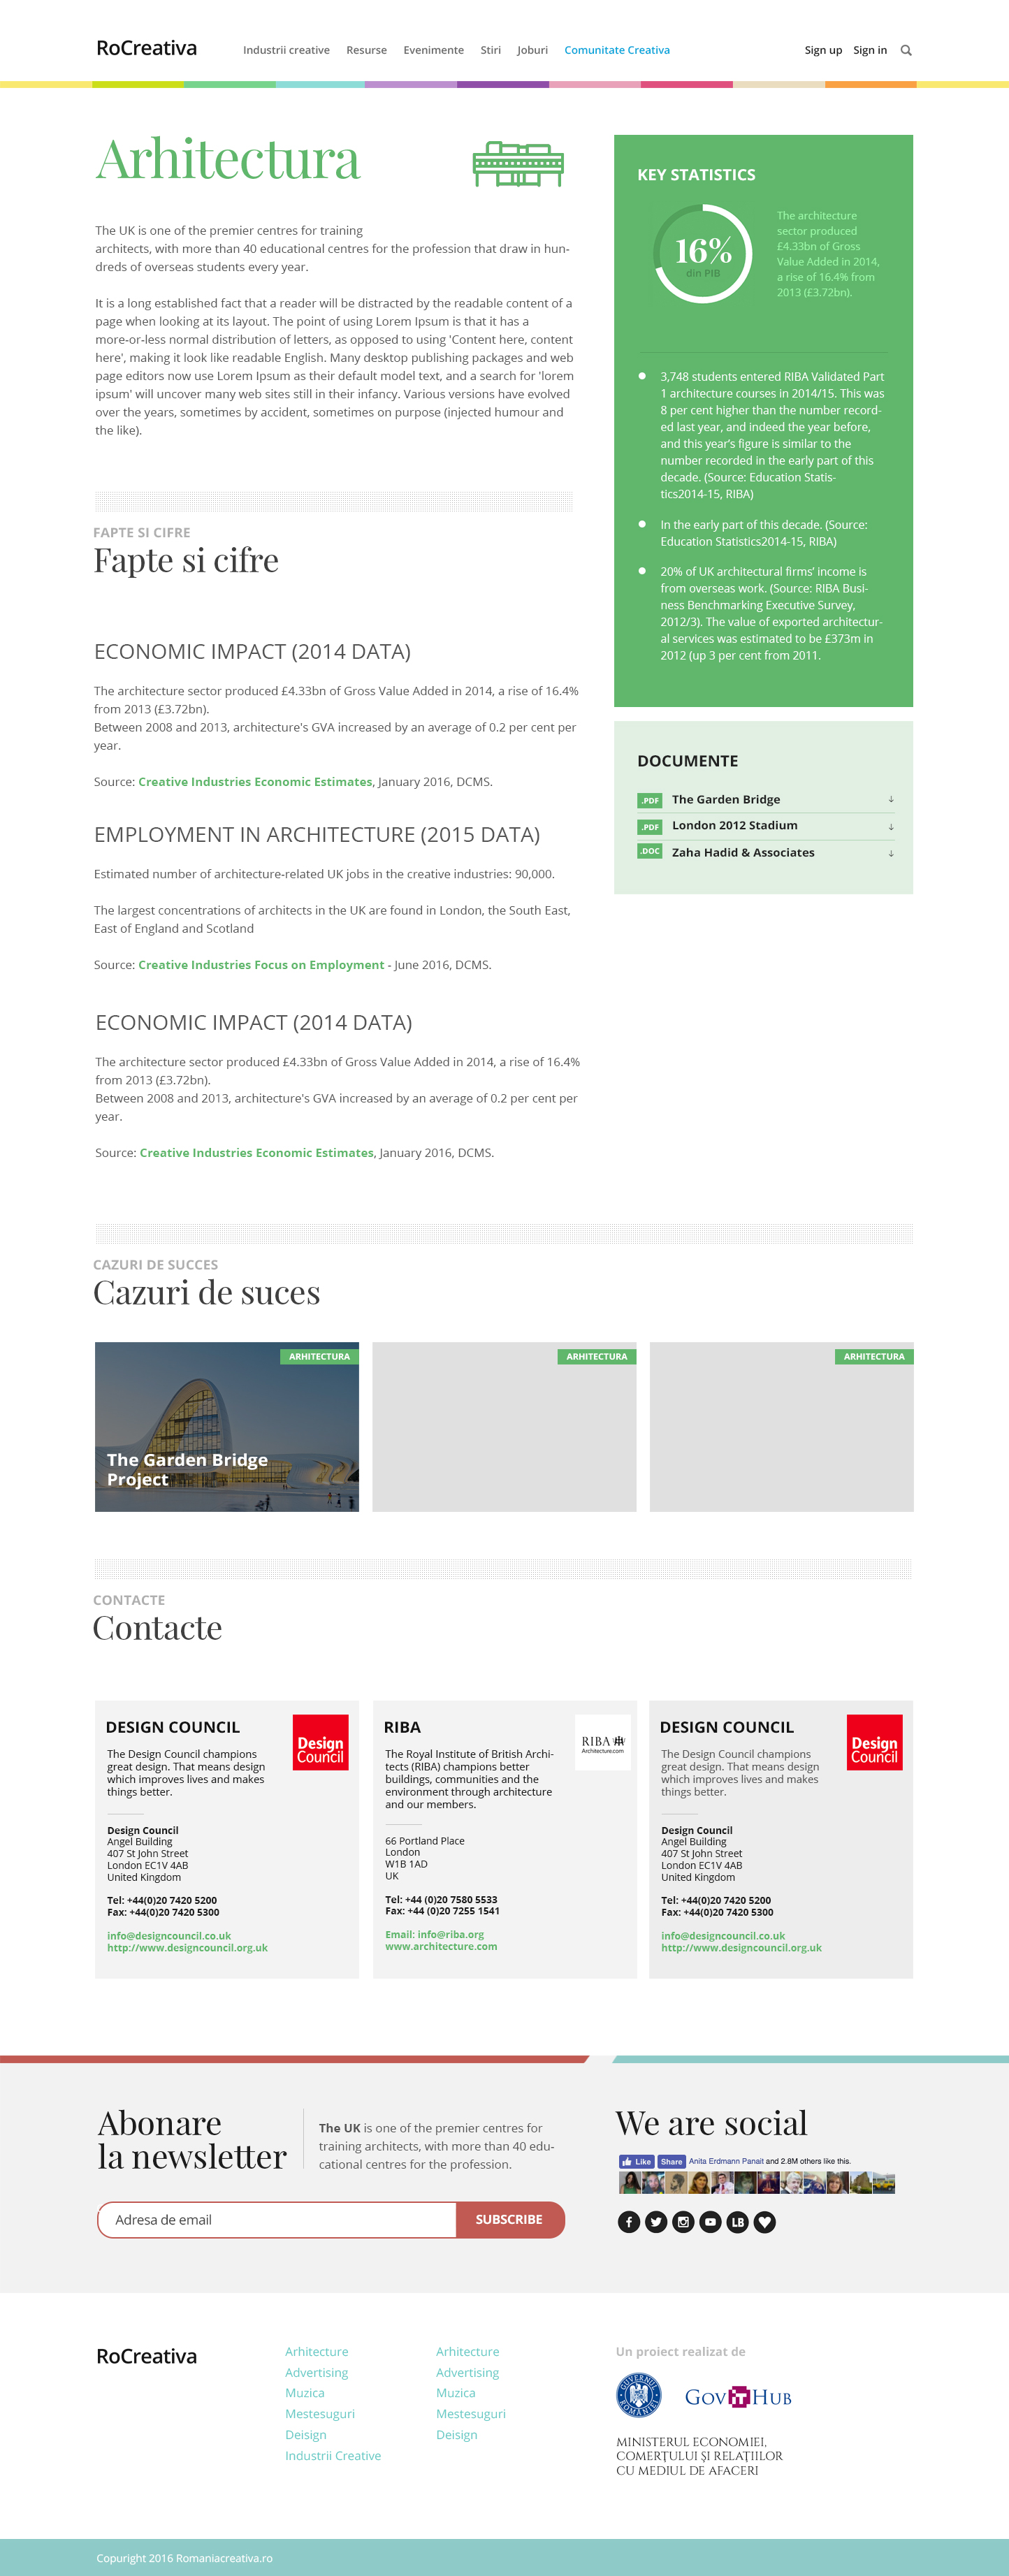 RoCreativa
Industrii creative Resurse Evenimente Stiri Joburi Comunitate Creativa
Sign up Sign in
Arhitectura
The UK is one of the premier centres for training
architects, with more than 40 educational centres for the profession that draw in hun-
dreds of overseas students every year.
It is a long established fact that a reader will be distracted by the readable content of a
page when looking at its layout. The point of using Lorem Ipsum is that it has a
more-or-less normal distribution of letters, as opposed to using 'Content here, content
here', making it look like readable English. Many desktop publishing packages and web
page editors now use Lorem Ipsum as their default model text, and a search for 'lorem
ipsum' will uncover many web sites still in their infancy. Various versions have evolved
over the years, sometimes by accident, sometimes on purpose (injected humour and
the like).
KEY STATISTICS
16%
din PIB
The architecture
sector produced
£4.33bn of Gross
Value Added in 2014,
a rise of 16.4% from
2013 (£3.72bn).
3,748 students entered RIBA Validated Part
1 architecture courses in 2014/15. This was
8 per cent higher than the number record-
ed last year, and indeed the year before,
and this year's figure is similar to the
number recorded in the early part of this
decade. (Source: Education Statis-
tics2014-15, RIBA)
In the early part of this decade. (Source:
Education Statistics2014-15, RIBA)
20% of UK architectural firms' income is
from overseas work. (Source: RIBA Busi-
ness Benchmarking Executive Survey,
2012/3). The value of exported architectur-
al services was estimated to be £373m in
2012 (up 3 per cent from 2011.
DOCUMENTE
.PDF The Garden Bridge
.PDF London 2012 Stadium
.DOC Zaha Hadid & Associates
FAPTE SI CIFRE
Fapte si cifre
ECONOMIC IMPACT (2014 DATA)
The architecture sector produced £4.33bn of Gross Value Added in 2014, a rise of 16.4%
from 2013 (£3.72bn).
Between 2008 and 2013, architecture's GVA increased by an average of 0.2 per cent per
year.
Source: Creative Industries Economic Estimates, January 2016, DCMS.
EMPLOYMENT IN ARCHITECTURE (2015 DATA)
Estimated number of architecture-related UK jobs in the creative industries: 90,000.
The largest concentrations of architects in the UK are found in London, the South East,
East of England and Scotland
Source: Creative Industries Focus on Employment - June 2016, DCMS.
ECONOMIC IMPACT (2014 DATA)
The architecture sector produced £4.33bn of Gross Value Added in 2014, a rise of 16.4%
from 2013 (£3.72bn).
Between 2008 and 2013, architecture's GVA increased by an average of 0.2 per cent per
year.
Source: Creative Industries Economic Estimates, January 2016, DCMS.
CAZURI DE SUCCES
Cazuri de suces
ARHITECTURA
The Garden Bridge
Project
ARHITECTURA
ARHITECTURA
CONTACTE
Contacte
DESIGN COUNCIL
Design
Council
The Design Council champions
great design. That means design
which improves lives and makes
things better.
Design Council
Angel Building
407 St John Street
London EC1V 4AB
United Kingdom
Tel: +44(0)20 7420 5200
Fax: +44(0)20 7420 5300
info@designcouncil.co.uk
http://www.designcouncil.org.uk
RIBA
RIBA
Architecture.com
The Royal Institute of British Archi-
tects (RIBA) champions better
buildings, communities and the
environment through architecture
and our members.
66 Portland Place
London
W1B 1AD
UK
Tel: +44 (0)20 7580 5533
Fax: +44 (0)20 7255 1541
Email: info@riba.org
www.architecture.com
DESIGN COUNCIL
Design
Council
The Design Council champions
great design. That means design
which improves lives and makes
things better.
Design Council
Angel Building
407 St John Street
London EC1V 4AB
United Kingdom
Tel: +44(0)20 7420 5200
Fax: +44(0)20 7420 5300
info@designcouncil.co.uk
http://www.designcouncil.org.uk
Abonare
la newsletter
The UK is one of the premier centres for
training architects, with more than 40 edu-
cational centres for the profession.
Adresa de email
SUBSCRIBE
We are social
Like Share Anita Erdmann Panait and 2.8M others like this.
LB
RoCreativa
Arhitecture
Advertising
Muzica
Mestesuguri
Deisign
Industrii Creative
Arhitecture
Advertising
Muzica
Mestesuguri
Deisign
Un proiect realizat de
GUVERNUL ROMÂNIEI
GOVITHUB
MINISTERUL ECONOMIEI,
COMERȚULUI ȘI RELAȚIILOR
CU MEDIUL DE AFACERI
Copuright 2016 Romaniacreativa.ro